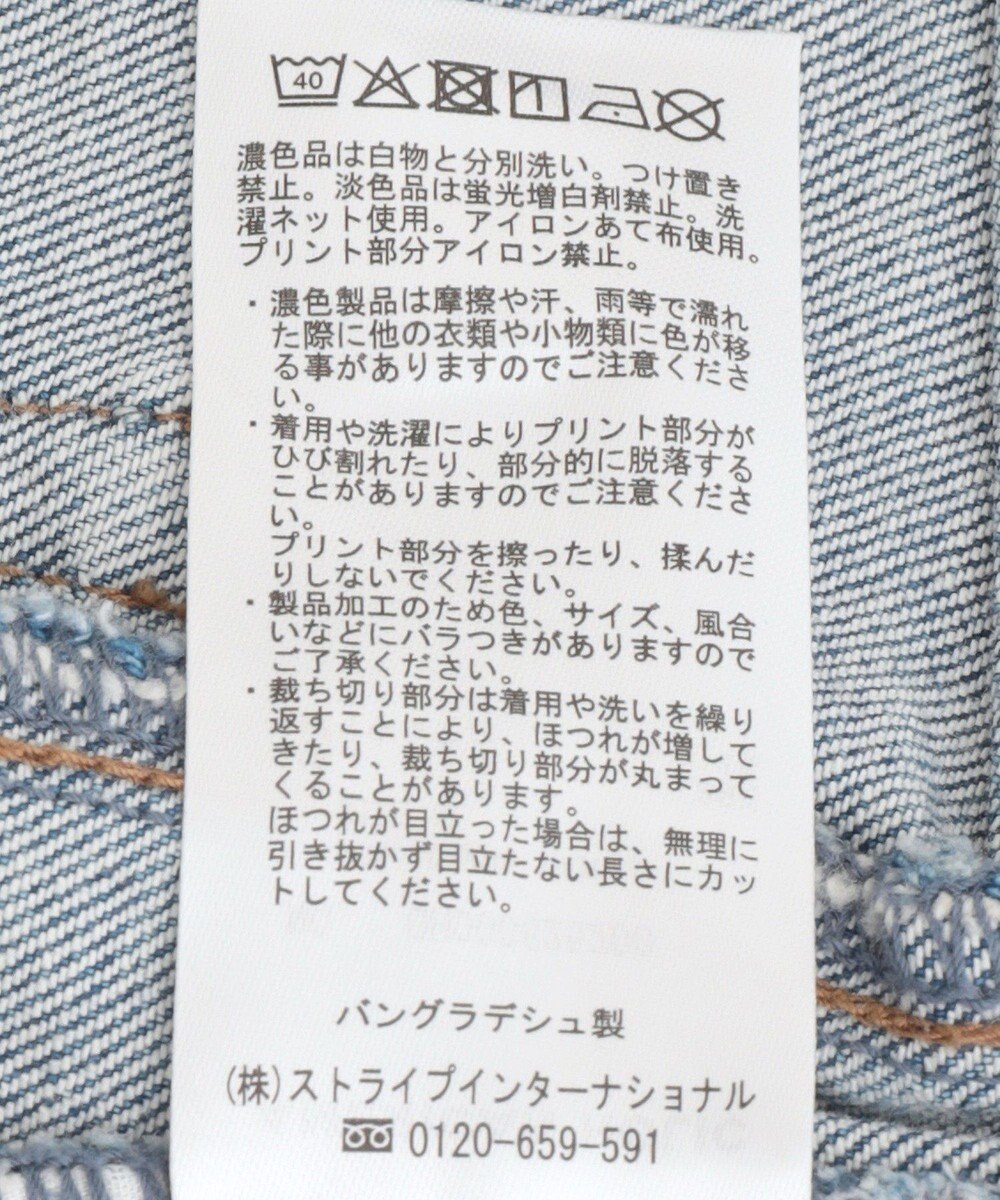 40
濃色品は白物と分別洗い。つけ置き
禁止。淡色品は蛍光増白剤禁止。洗
濯ネット使用。アイロンあて布使用。
プリント部分アイロン禁止。
・濃色製品は摩擦や汗、雨等で濡れ
た際に他の衣類や小物類に色が移
る事がありますのでご注意くださ
い。
・着用や洗濯によりプリント部分が
ひび割れたり、部分的に脱落する
ことがありますのでご注意くださ
い。
プリント部分を擦ったり、揉んだ
りしないでください。
・製品加工のため色、サイズ、風合
いなどにバラつきがありますので
ご了承ください。
・裁ち切り部分は着用や洗いを繰り
返すことにより、ほつれが増して
きたり、裁ち切り部分が丸まって
くることがあります。
ほつれが目立った場合は、無理に
引き抜かず目立たない長さにカッ
トしてください。
バングラデシュ製
(株)ストライプインターナショナル
0120-659-591